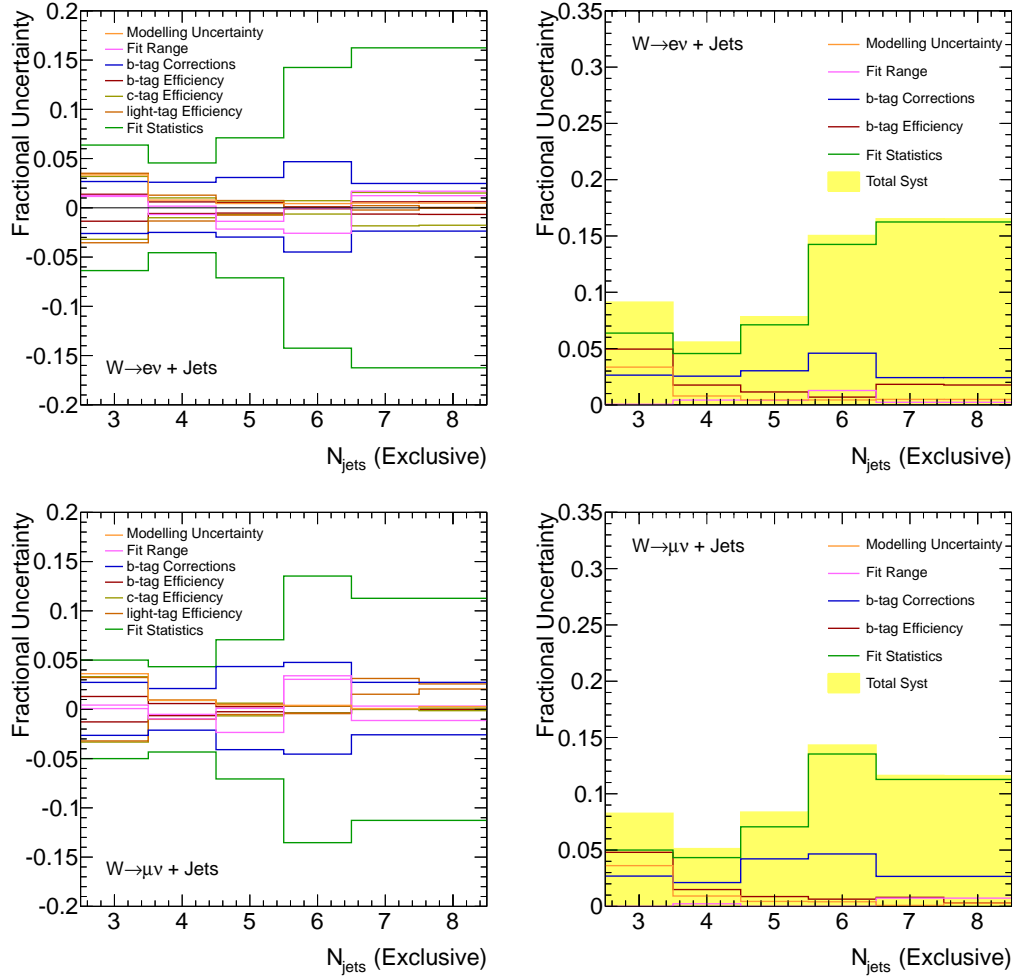 Fractional Uncertainty
0.2
0.15
0.1
0.05
0
-0.05
-0.1
-0.15
-0.2
Modelling Uncertainty
Fit Range
b-tag Corrections
b-tag Efficiency
c-tag Efficiency
light-tag Efficiency
Fit Statistics
W→eν + Jets
3 4 5 6 7 8
N_jets (Exclusive)
Fractional Uncertainty
0.35
0.3
0.25
0.2
0.15
0.1
0.05
0
W→eν + Jets
Modelling Uncertainty
Fit Range
b-tag Corrections
b-tag Efficiency
Fit Statistics
Total Syst
3 4 5 6 7 8
N_jets (Exclusive)
Fractional Uncertainty
0.2
0.15
0.1
0.05
0
-0.05
-0.1
-0.15
-0.2
Modelling Uncertainty
Fit Range
b-tag Corrections
b-tag Efficiency
c-tag Efficiency
light-tag Efficiency
Fit Statistics
W→μν + Jets
3 4 5 6 7 8
N_jets (Exclusive)
Fractional Uncertainty
0.35
0.3
0.25
0.2
0.15
0.1
0.05
0
W→μν + Jets
Modelling Uncertainty
Fit Range
b-tag Corrections
b-tag Efficiency
Fit Statistics
Total Syst
3 4 5 6 7 8
N_jets (Exclusive)